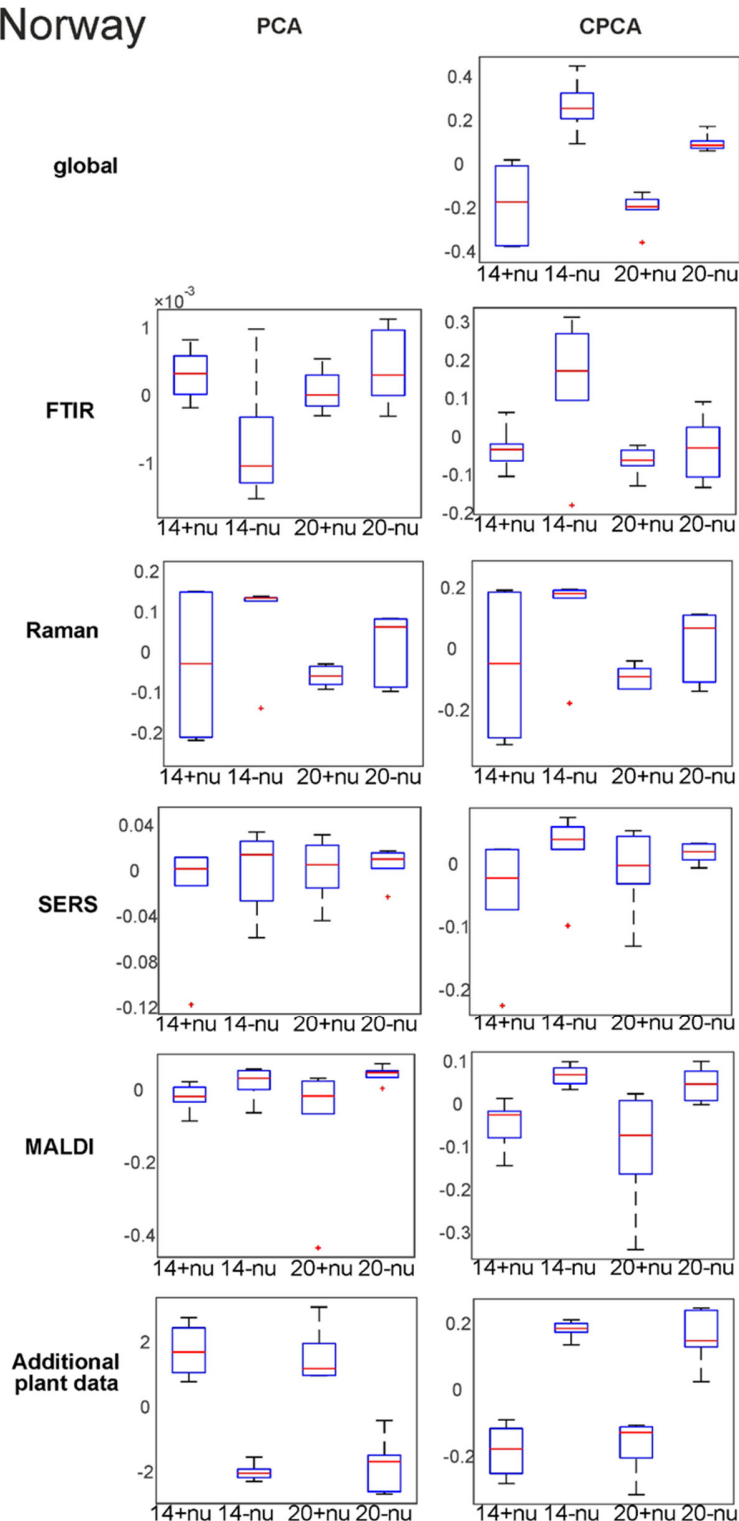 Norway
PCA CPCA
global
0.4
0.2
0
-0.2
-0.4
14+nu 14-nu 20+nu 20-nu
FTIR
×10⁻³
1
0
-1
14+nu 14-nu 20+nu 20-nu
0.3
0.2
0.1
0
-0.1
-0.2
14+nu 14-nu 20+nu 20-nu
Raman
0.2
0.1
0
-0.1
-0.2
14+nu 14-nu 20+nu 20-nu
0.2
0
-0.2
14+nu 14-nu 20+nu 20-nu
SERS
0.04
0
-0.04
-0.08
-0.12
14+nu 14-nu 20+nu 20-nu
0
-0.1
-0.2
14+nu 14-nu 20+nu 20-nu
MALDI
0
-0.2
-0.4
14+nu 14-nu 20+nu 20-nu
0.1
0
-0.1
-0.2
-0.3
14+nu 14-nu 20+nu 20-nu
Additional
plant data
2
0
-2
14+nu 14-nu 20+nu 20-nu
0.2
0
-0.2
14+nu 14-nu 20+nu 20-nu